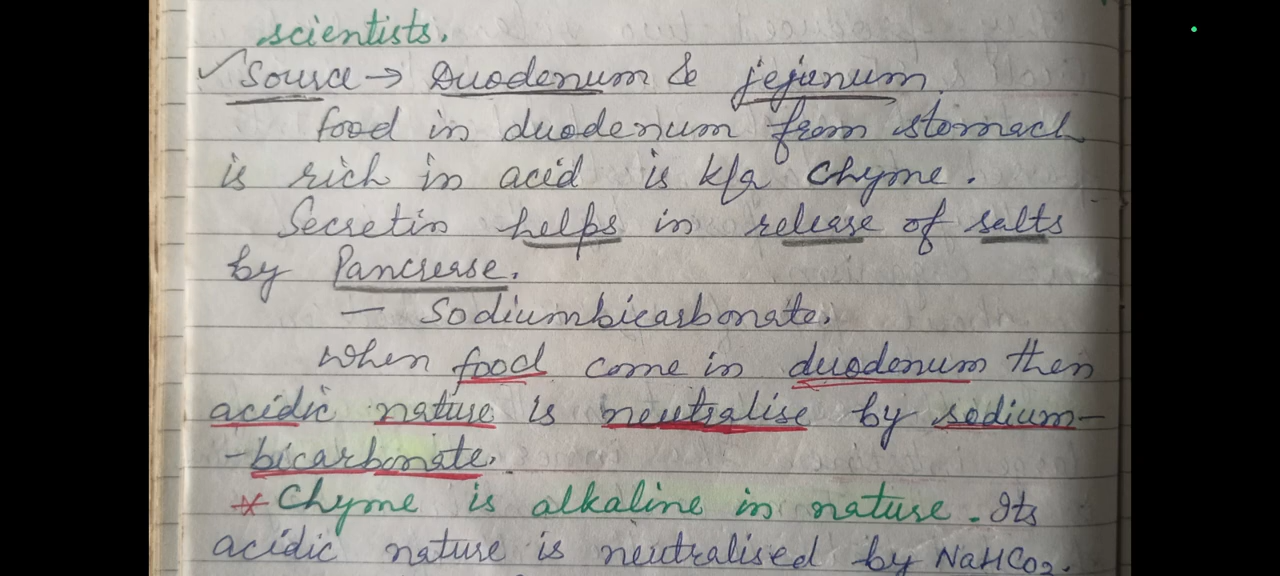 scientists.
✓ Source → Duodenum & jejunum.
food in duodenum from stomach
is rich in acid is k/a chyme.
Secretin helps in release of salts
by Pancrease.
— Sodiumbicarbonate.
When food come in duodenum then
acidic nature is neutralise by sodium-
-bicarbonate.
* Chyme is alkaline in nature. Its
acidic nature is neutralised by NaHCO3.